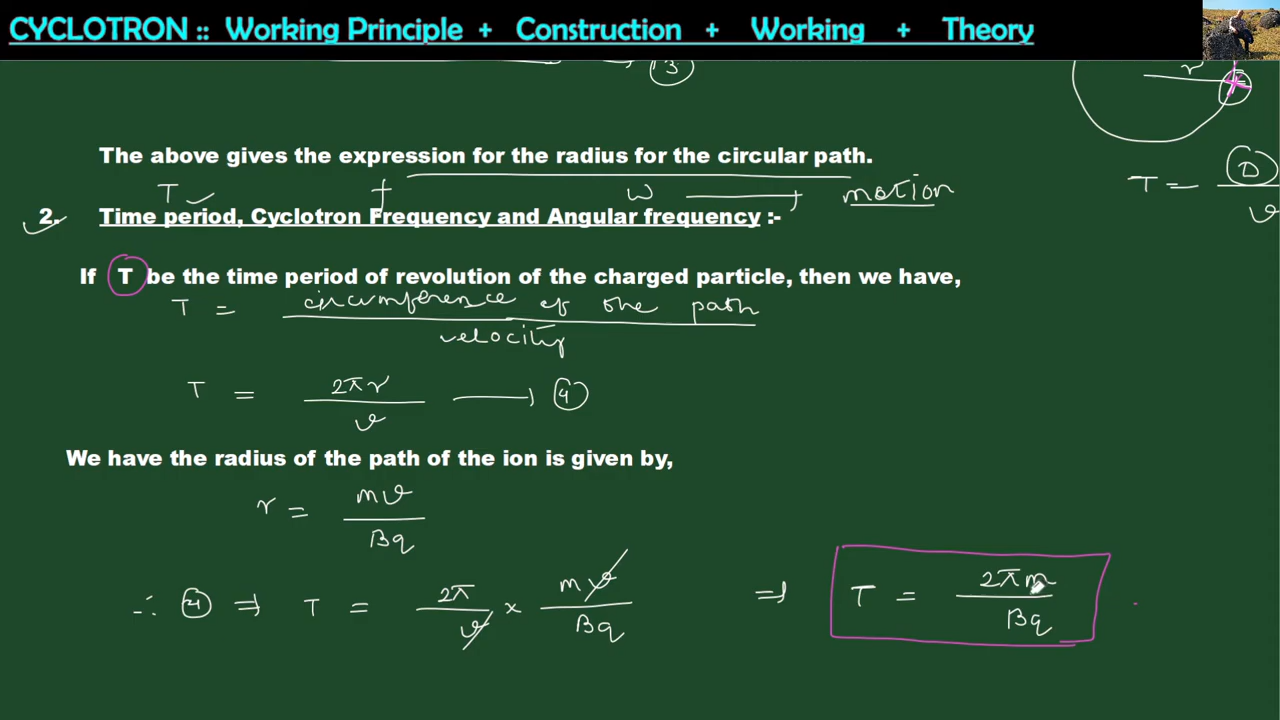 CYCLOTRON :: Working Principle + Construction + Working + Theory
3
r
The above gives the expression for the radius for the circular path.
T f ω motion
T = D / v
2. Time period, Cyclotron Frequency and Angular frequency :-
If T be the time period of revolution of the charged particle, then we have,
T = circumference of the path / velocity
T = 2πr / v → 4
We have the radius of the path of the ion is given by,
r = mv / Bq
∴ 4 ⇒ T = 2π / v × mv / Bq ⇒ T = 2πm / Bq